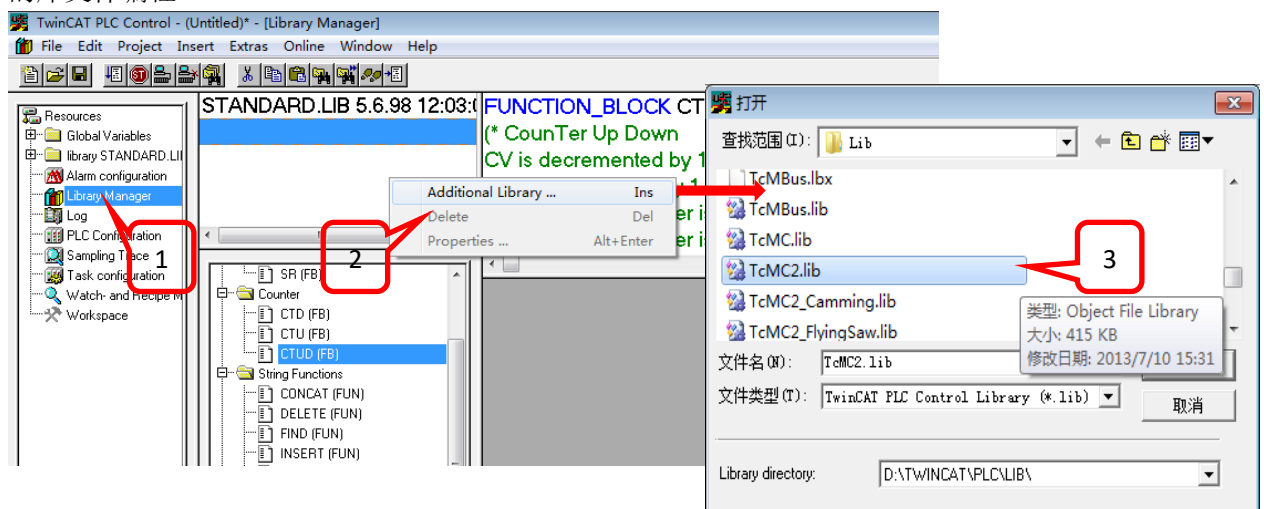 TwinCAT PLC Control - (Untitled)* - [Library Manager]
File Edit Project Insert Extras Online Window Help
Resources
Global Variables
library STANDARD.LI
Alarm configuration
Library Manager
Log
PLC Configuration
Sampling Trace
Task configuration
Watch- and Recipe M
Workspace
1
STANDARD.LIB 5.6.98 12:03:
FUNCTION_BLOCK CT
(* CounTer Up Down
CV is decremented by 1
Additional Library ... Ins
Delete Del
Properties ... Alt+Enter
er i
er i
2
SR (FB)
Counter
CTD (FB)
CTU (FB)
CTUD (FB)
String Functions
CONCAT (FUN)
DELETE (FUN)
FIND (FUN)
INSERT (FUN)
打开
查找范围(I): Lib
TcMBus.lbx
TcMBus.lib
TcMC.lib
TcMC2.lib
TcMC2_Camming.lib
TcMC2_FlyingSaw.lib
3
类型: Object File Library
大小: 415 KB
修改日期: 2013/7/10 15:31
文件名(N): TcMC2.lib
文件类型(T): TwinCAT PLC Control Library (*.lib)
取消
Library directory: D:\TWINCAT\PLC\LIB\